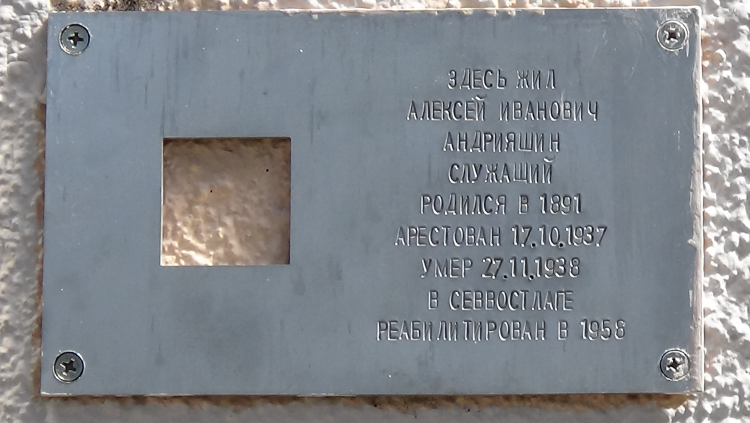 ЗДЕСЬ ЖИЛ
АЛЕКСЕЙ ИВАНОВИЧ
АНДРИЯШИН
СЛУЖАЩИЙ
РОДИЛСЯ В 1891
АРЕСТОВАН 17.10.1937
УМЕР 27.11.1938
В СЕВВОСТЛАГЕ
РЕАБИЛИТИРОВАН В 1958